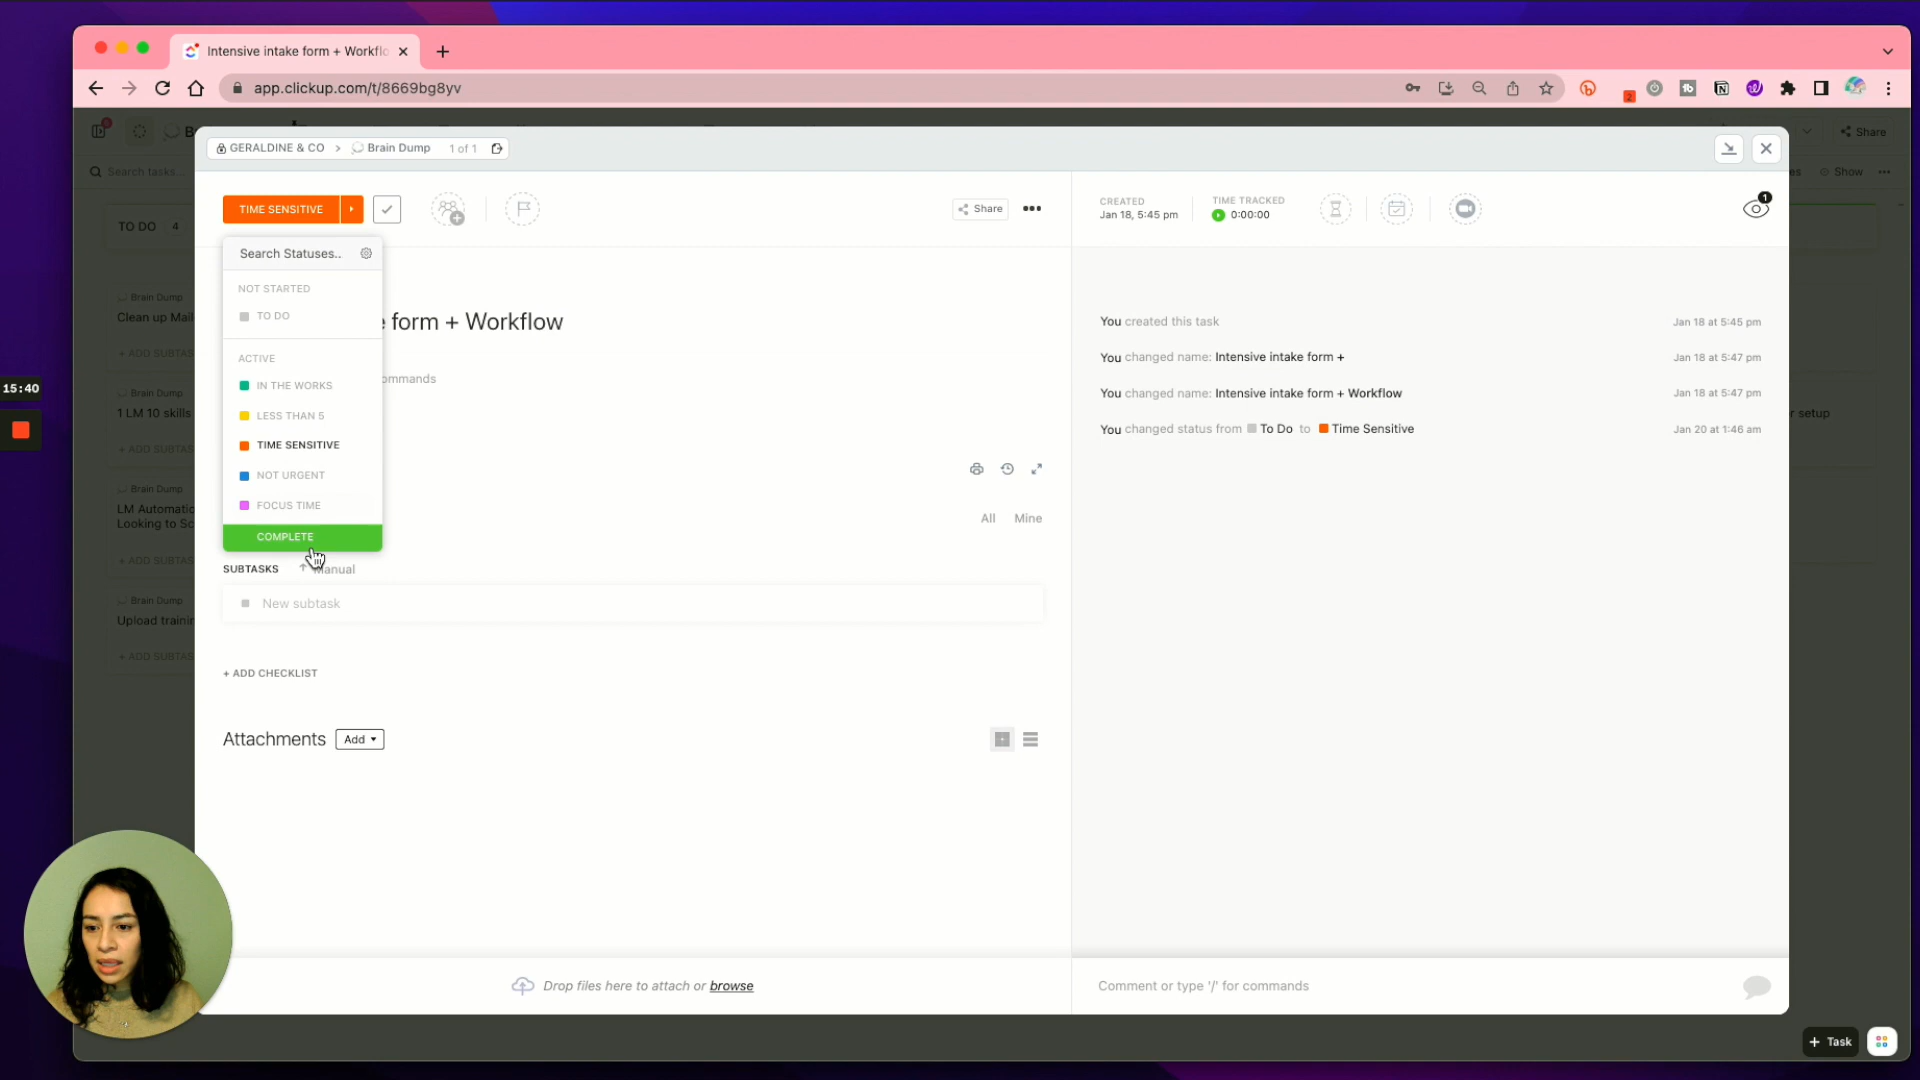 Intensive intake form + Workflo
app.clickup.com/t/8669bg8yv
2
Share
Search tasks...
Show
GERALDINE & CO > Brain Dump 1 of 1
TO DO 4
Brain Dump
Clean up Mail
+ ADD SUBTAS
Brain Dump
1 LM 10 skills
+ ADD SUBTAS
Brain Dump
LM Automatio
Looking to Sc
+ ADD SUBTAS
Brain Dump
Upload trainin
+ ADD SUBTAS
15:40
TIME SENSITIVE
Share
Search Statuses..
NOT STARTED
TO DO
ACTIVE
IN THE WORKS
LESS THAN 5
TIME SENSITIVE
NOT URGENT
FOCUS TIME
COMPLETE
e form + Workflow
ommands
All Mine
SUBTASKS Manual
New subtask
+ ADD CHECKLIST
Attachments Add
Drop files here to attach or browse
CREATED
Jan 18, 5:45 pm
TIME TRACKED
0:00:00
1
You created this task Jan 18 at 5:45 pm
You changed name: Intensive intake form + Jan 18 at 5:47 pm
You changed name: Intensive intake form + Workflow Jan 18 at 5:47 pm
You changed status from To Do to Time Sensitive Jan 20 at 1:46 am
r setup
Comment or type '/' for commands
+ Task